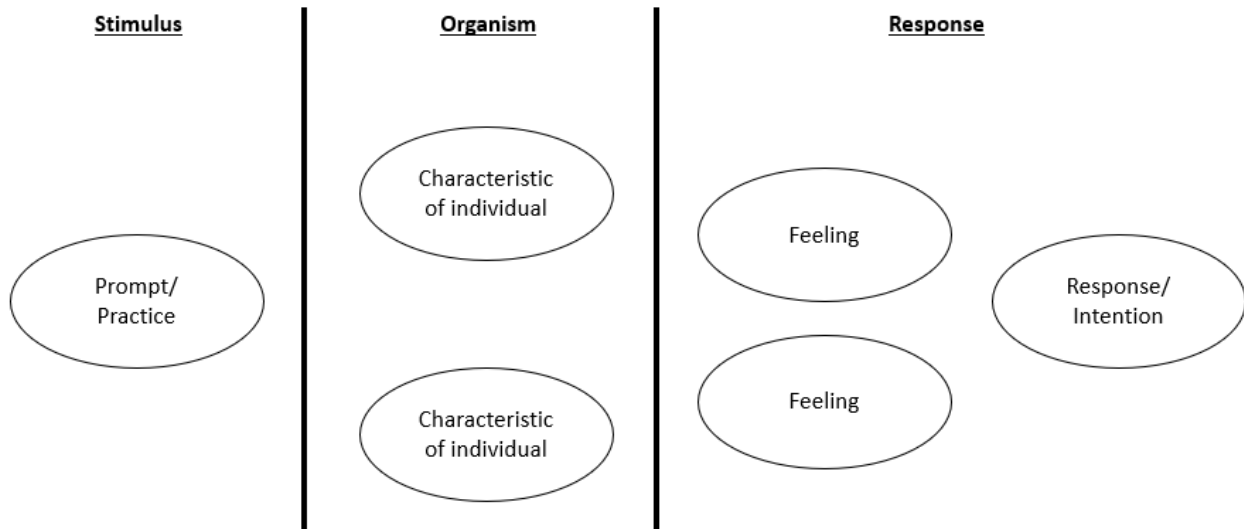 Stimulus
Organism
Response
Prompt/
Practice
Characteristic
of individual
Characteristic
of individual
Feeling
Feeling
Response/
Intention